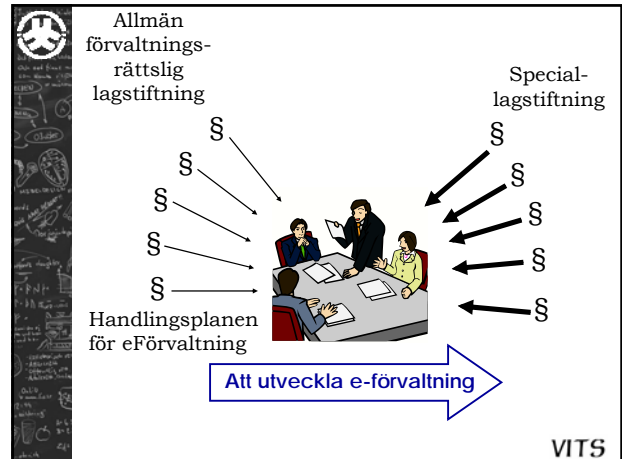 Allmän
förvaltnings-
rättslig
lagstiftning
Special-
lagstiftning
§
§
§
§
§
§
§
§
§
§
Handlingsplanen
för eFörvaltning
Att utveckla e-förvaltning
VITS